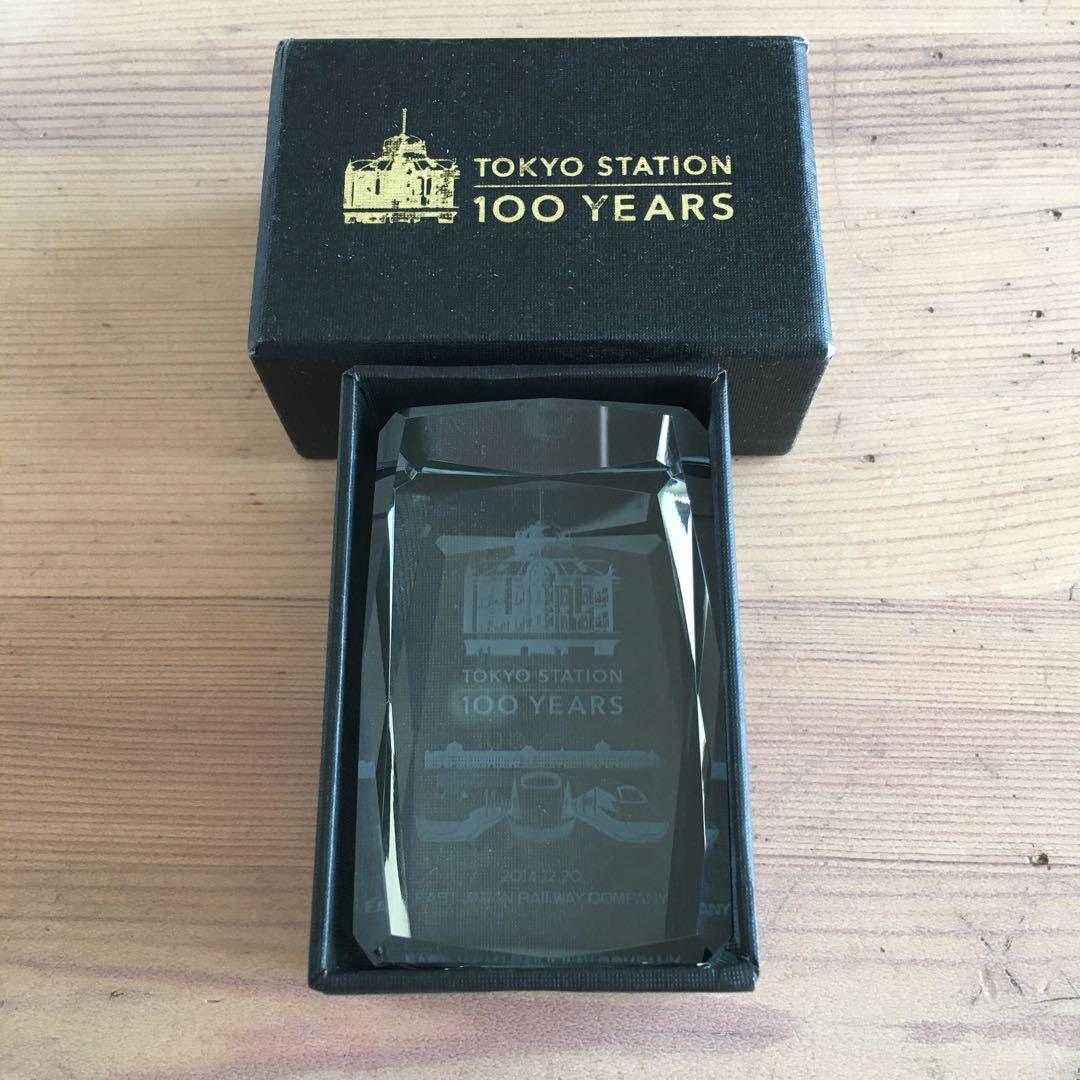 TOKYO STATION
100 YEARS
TOKYO STATION
100 YEARS
2014.12.20
EAST JAPAN RAILWAY COMPANY